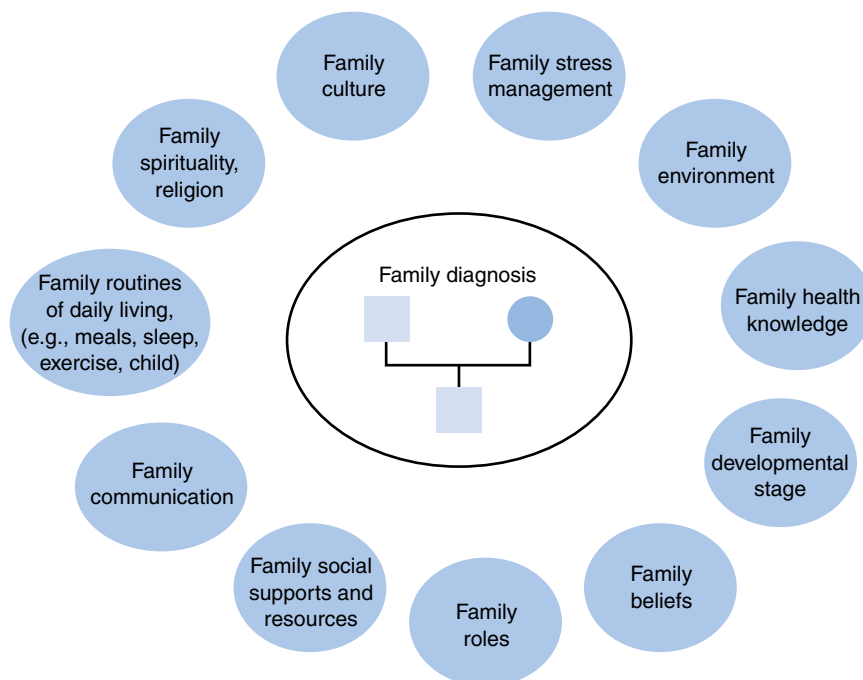 Family
culture
Family stress
management
Family
spirituality,
religion
Family
environment
Family routines
of daily living,
(e.g., meals, sleep,
exercise, child)
Family diagnosis
Family health
knowledge
Family
communication
Family
developmental
stage
Family social
supports and
resources
Family
roles
Family
beliefs